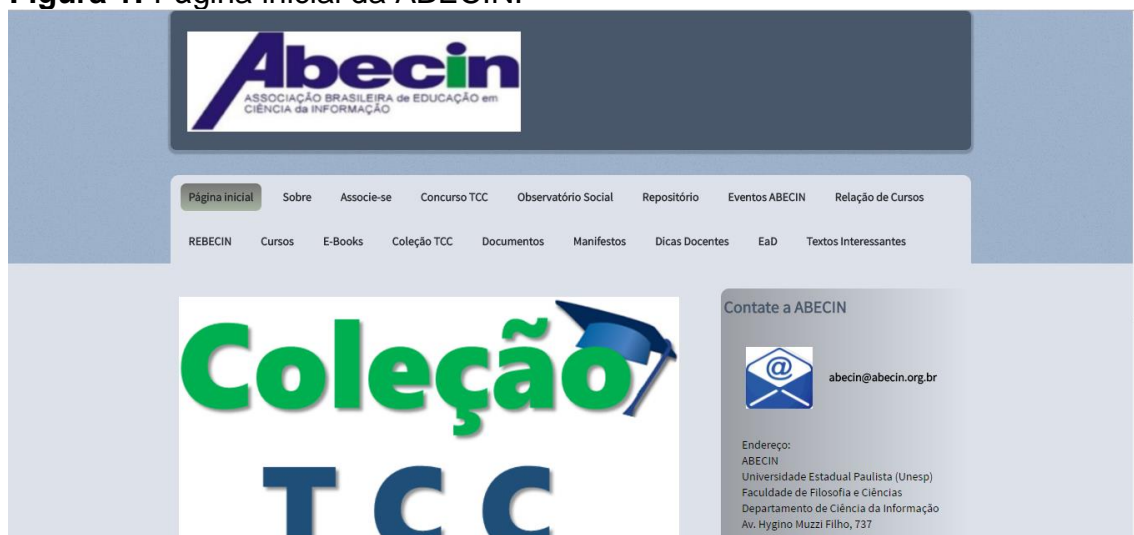 Figura 1. Página inicial da ABECIN.
Abecin
ASSOCIAÇÃO BRASILEIRA de EDUCAÇÃO em
CIÊNCIA da INFORMAÇÃO
Página inicial Sobre Associe-se Concurso TCC Observatório Social Repositório Eventos ABECIN Relação de Cursos
REBECIN Cursos E-Books Coleção TCC Documentos Manifestos Dicas Docentes EaD Textos Interessantes
Coleção
TCC
Contate a ABECIN
@
abecin@abecin.org.br
Endereço:
ABECIN
Universidade Estadual Paulista (Unesp)
Faculdade de Filosofia e Ciências
Departamento de Ciência da Informação
Av. Hygino Muzzi Filho, 737